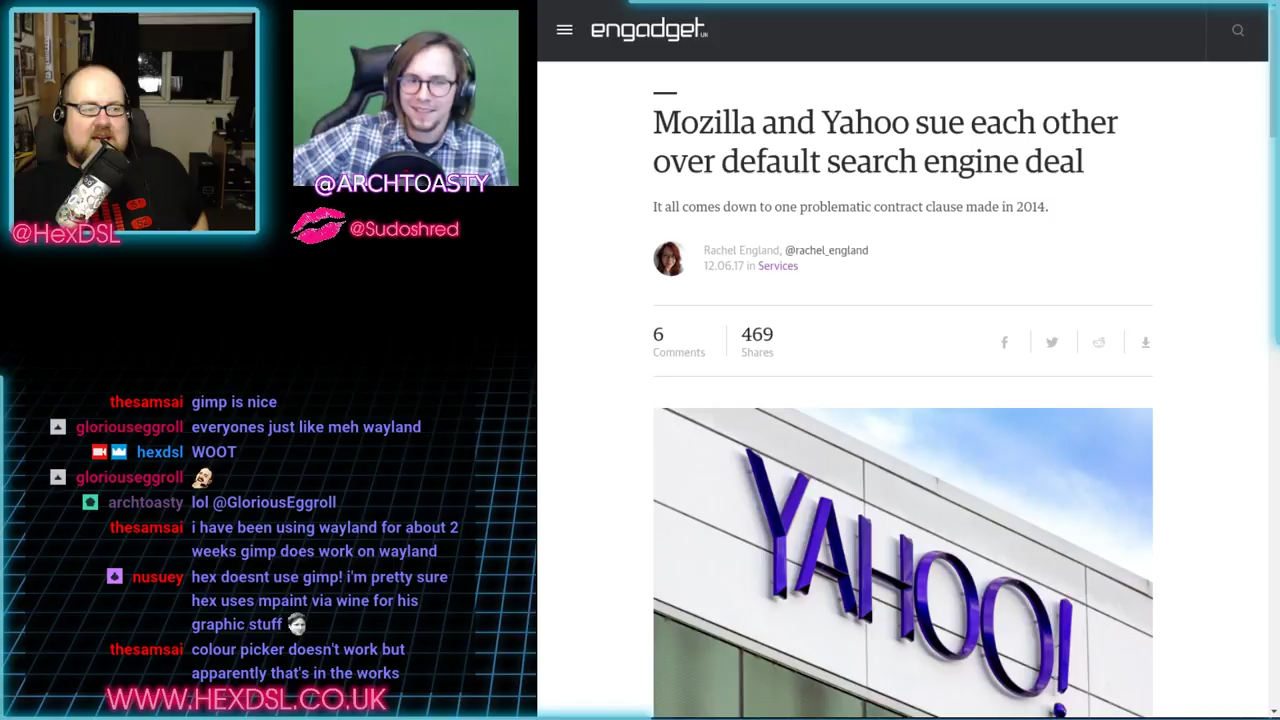 @HexDSL
@ARCHTOASTY
@Sudoshred
thesamsai gimp is nice
gloriouseggroll everyones just like meh wayland
hexdsl WOOT
gloriouseggroll
archtoasty lol @GloriousEggroll
thesamsai i have been using wayland for about 2
weeks gimp does work on wayland
nusuey hex doesnt use gimp! i'm pretty sure
hex uses mpaint via wine for his
graphic stuff
thesamsai colour picker doesn't work but
apparently that's in the works
WWW.HEXDSL.CO.UK
engadget UK
Mozilla and Yahoo sue each other
over default search engine deal
It all comes down to one problematic contract clause made in 2014.
Rachel England, @rachel_england
12.06.17 in Services
6 469
Comments Shares
YAHOO!